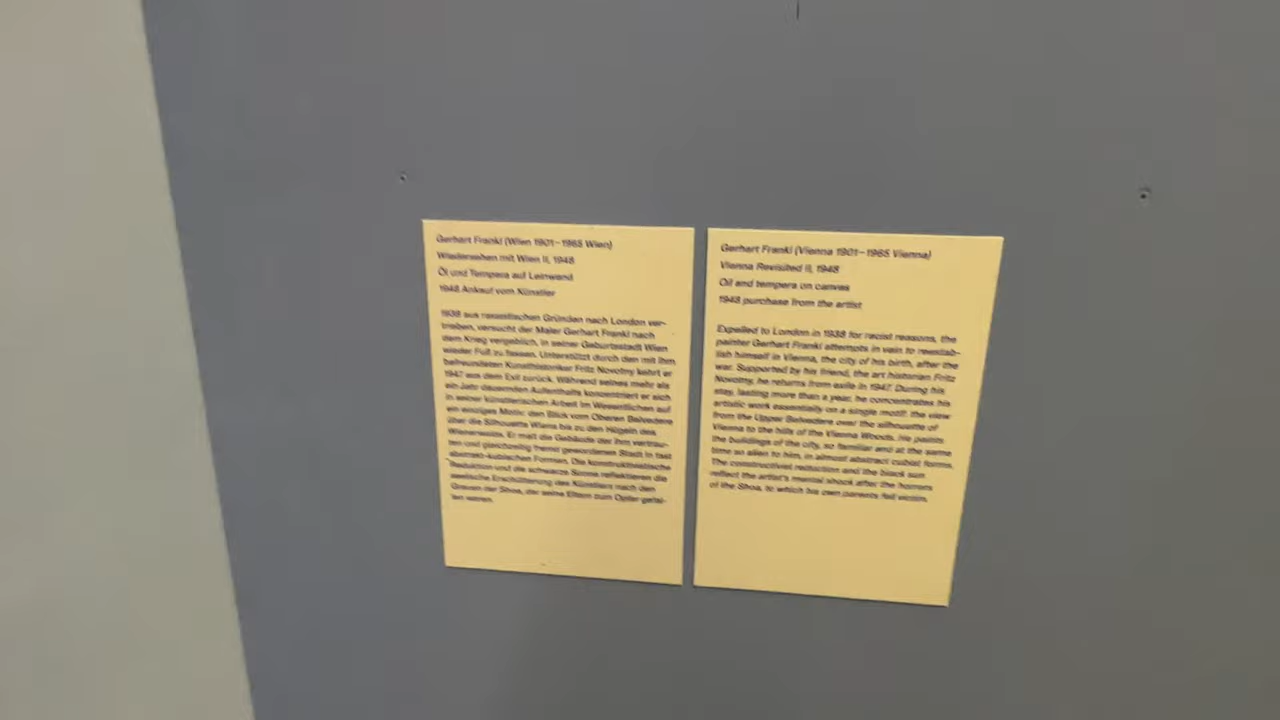 Gerhart Frankl (Wien 1901–1965 Wien)
Wiedersehen mit Wien II, 1948
Öl und Tempera auf Leinwand
1948 Ankauf vom Künstler
1938 aus rassistischen Gründen nach London ver-
trieben, versucht der Maler Gerhart Frankl nach
dem Krieg vergeblich, in seiner Geburtsstadt Wien
wieder Fuß zu fassen. Unterstützt durch den mit ihm
befreundeten Kunsthistoriker Fritz Novotny kehrt er
1947 aus dem Exil zurück. Während seines mehr als
ein Jahr dauernden Aufenthalts konzentriert er sich
in seiner künstlerischen Arbeit im Wesentlichen auf
ein einziges Motiv: den Blick vom Oberen Belvedere
über die Silhouette Wiens bis zu den Hügeln des
Wienerwalds. Er malt die Gebäude der ihm vertrau-
ten und gleichzeitig fremd gewordenen Stadt in fast
abstrakt-kubischen Formen. Die konstruktivistische
Reduktion und die schwarze Sonne reflektieren die
seelische Erschütterung des Künstlers nach den
Gräueln der Shoa, der seine Eltern zum Opfer gefal-
len waren.
Gerhart Frankl (Vienna 1901–1965 Vienna)
Vienna Revisited II, 1948
Oil and tempera on canvas
1948 purchase from the artist
Expelled to London in 1938 for racist reasons, the
painter Gerhart Frankl attempts in vain to reestab-
lish himself in Vienna, the city of his birth, after the
war. Supported by his friend, the art historian Fritz
Novotny, he returns from exile in 1947. During his
stay, lasting more than a year, he concentrates his
artistic work essentially on a single motif: the view
from the Upper Belvedere over the silhouette of
Vienna to the hills of the Vienna Woods. He paints
the buildings of the city, so familiar and at the same
time so alien to him, in almost abstract cubist forms.
The constructivist reduction and the black sun
reflect the artist's mental shock after the horrors
of the Shoa, to which his own parents fell victim.